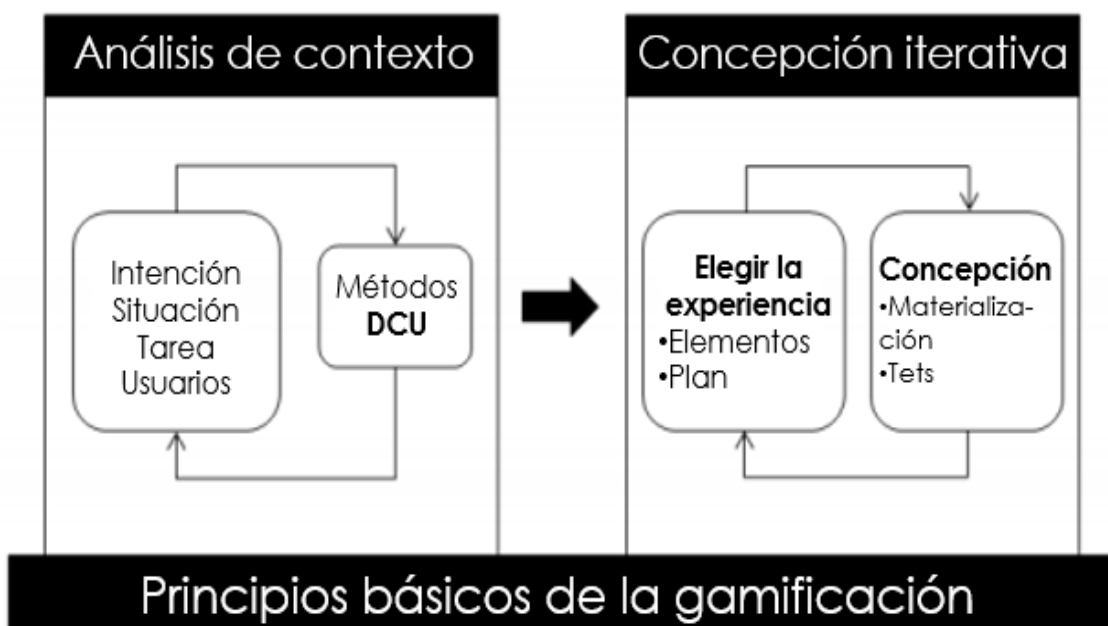 Análisis de contexto
Intención
Situación
Tarea
Usuarios
Métodos
DCU
Concepción iterativa
Elegir la
experiencia
•Elementos
•Plan
Concepción
•Materializa-
ción
•Tets
Principios básicos de la gamificación